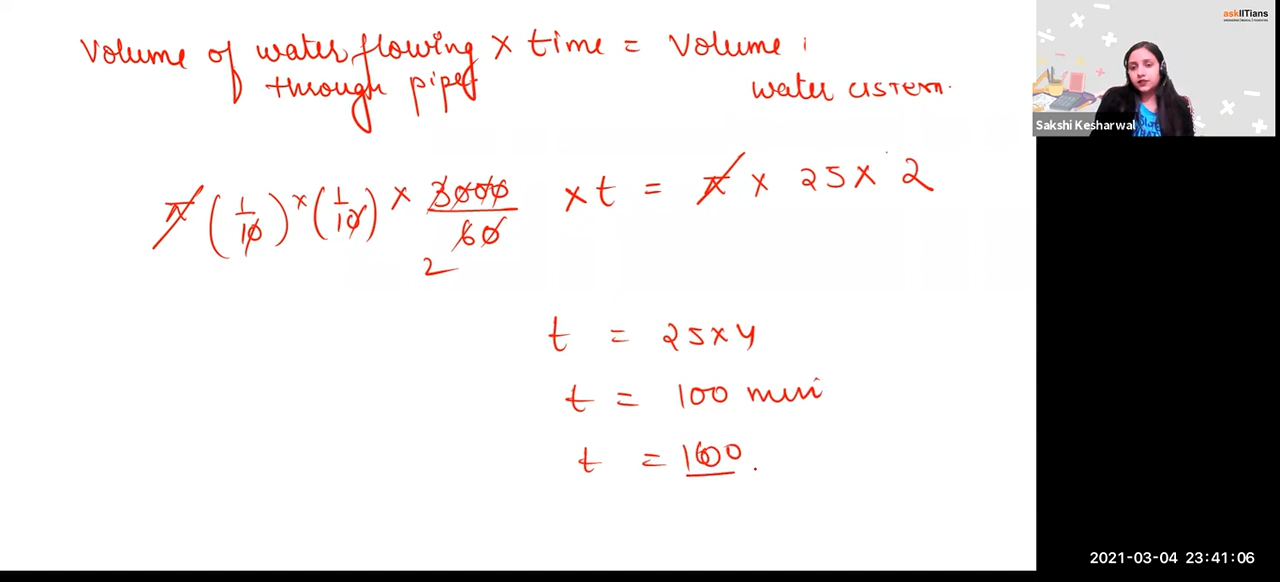 askIITians
Volume of water flowing × time = Volume i
through pipe
water cistern.
Sakshi Kesharwal
π (1/10) × (1/10) × 3000/60 × t = π × 25 × 2
2
t = 25 × 4
t = 100 min
t = 100.
2021-03-04 23:41:06